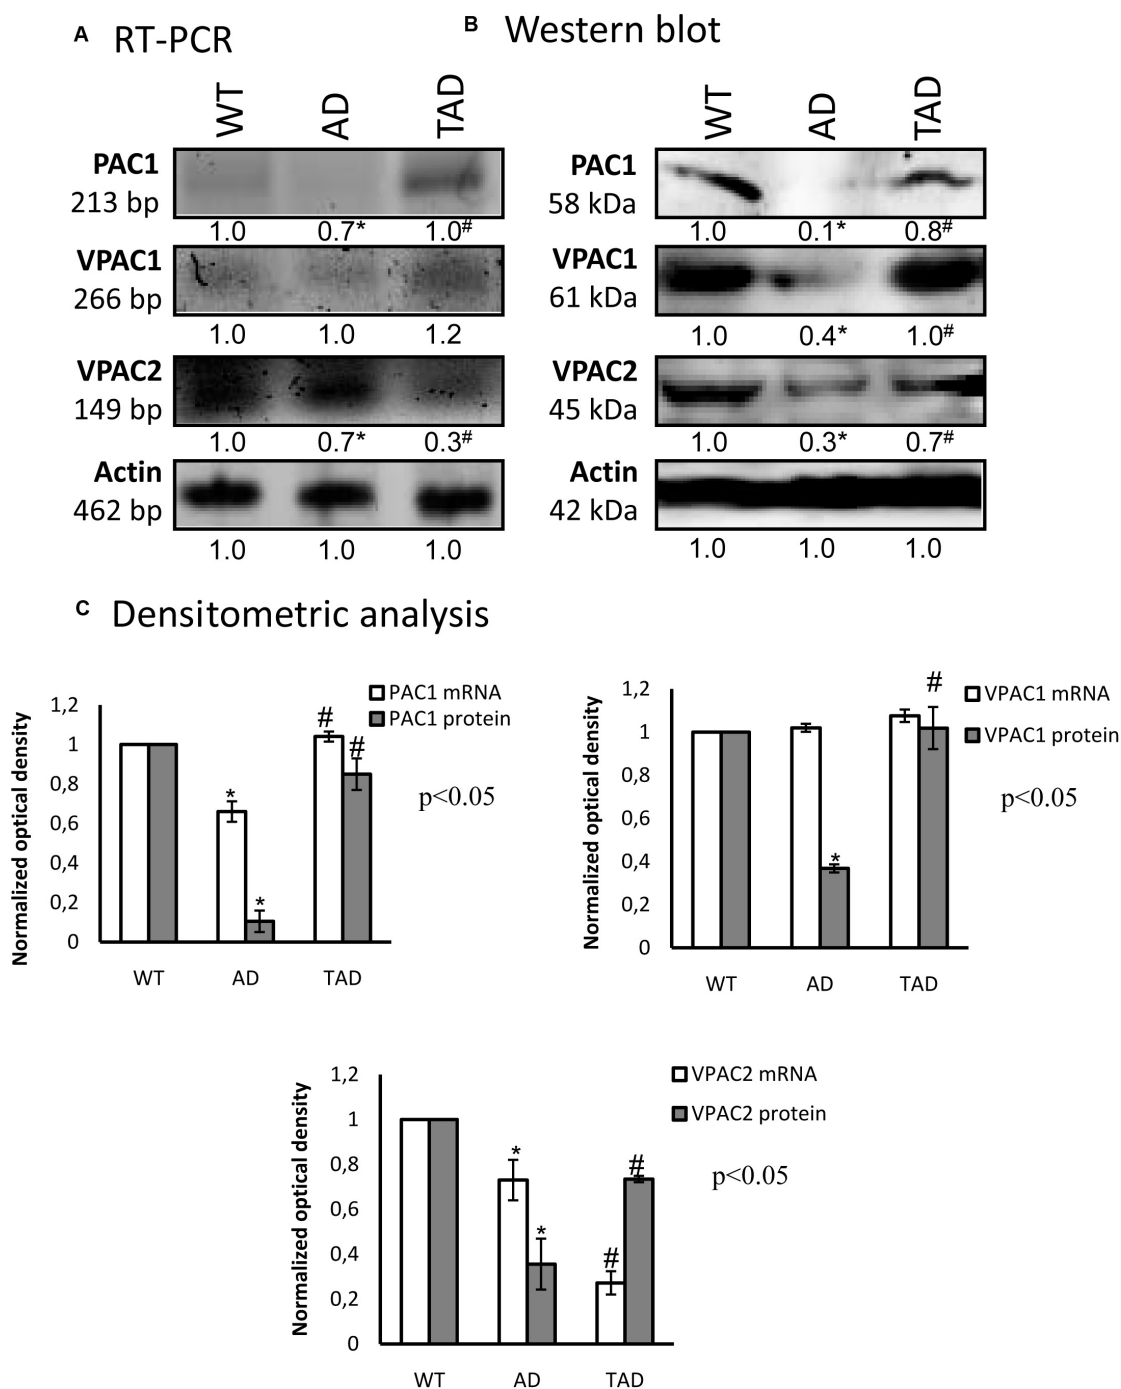 A RT-PCR
B Western blot
WT AD TAD
WT AD TAD
PAC1
213 bp
1.0 0.7* 1.0#
VPAC1
266 bp
1.0 1.0 1.2
VPAC2
149 bp
1.0 0.7* 0.3#
Actin
462 bp
1.0 1.0 1.0
PAC1
58 kDa
1.0 0.1* 0.8#
VPAC1
61 kDa
1.0 0.4* 1.0#
VPAC2
45 kDa
1.0 0.3* 0.7#
Actin
42 kDa
1.0 1.0 1.0
C Densitometric analysis
Normalized optical density
1,2
1
0,8
0,6
0,4
0,2
0
* * # #
WT AD TAD
PAC1 mRNA
PAC1 protein
p<0.05
Normalized optical density
1,2
1
0,8
0,6
0,4
0,2
0
* #
WT AD TAD
VPAC1 mRNA
VPAC1 protein
p<0.05
Normalized optical density
1,2
1
0,8
0,6
0,4
0,2
0
* * # #
WT AD TAD
VPAC2 mRNA
VPAC2 protein
p<0.05